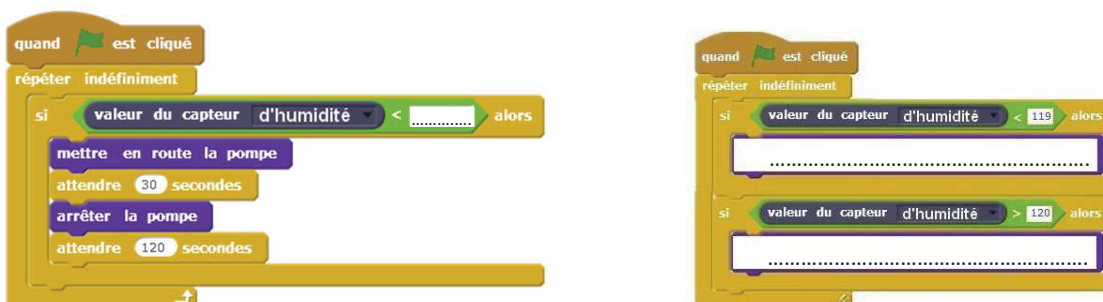 quand est cliqué
répéter indéfiniment
si valeur du capteur d'humidité < ............. alors
mettre en route la pompe
attendre 30 secondes
arrêter la pompe
attendre 120 secondes
quand est cliqué
répéter indéfiniment
si valeur du capteur d'humidité < 119 alors
.........................................................
si valeur du capteur d'humidité > 120 alors
.........................................................